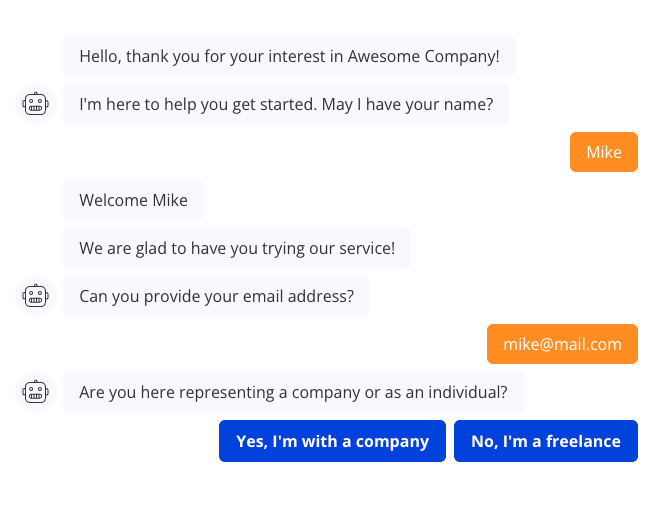 Hello, thank you for your interest in Awesome Company!
I'm here to help you get started. May I have your name?
Mike
Welcome Mike
We are glad to have you trying our service!
Can you provide your email address?
mike@mail.com
Are you here representing a company or as an individual?
Yes, I'm with a company
No, I'm a freelance